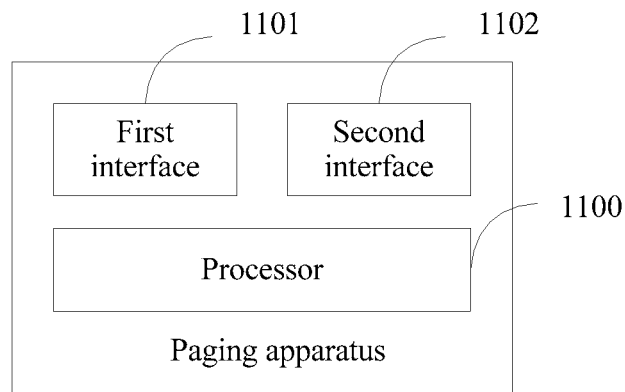 1101
1102
First
interface
Second
interface
1100
Processor
Paging apparatus